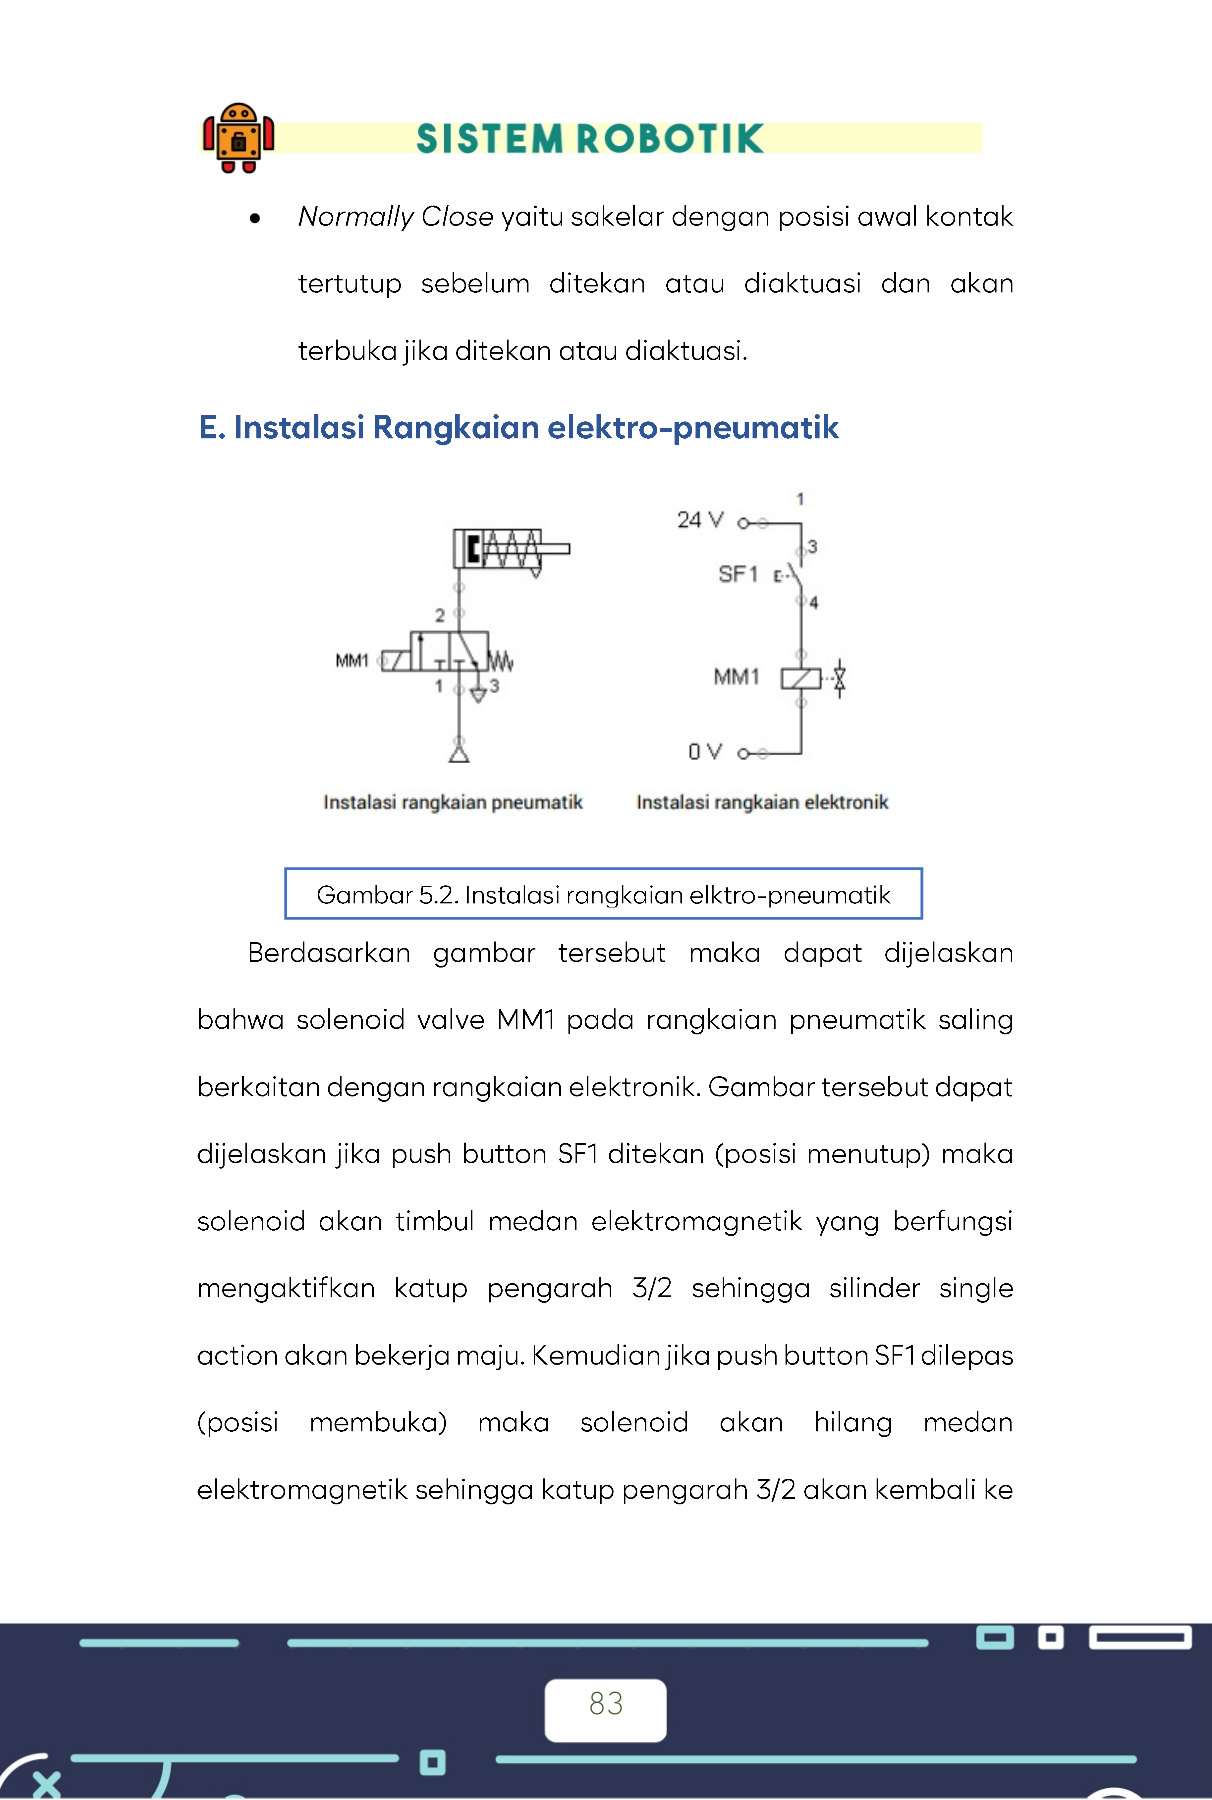 SISTEM ROBOTIK
• Normally Close yaitu sakelar dengan posisi awal kontak
tertutup sebelum ditekan atau diaktuasi dan akan
terbuka jika ditekan atau diaktuasi.
E. Instalasi Rangkaian elektro-pneumatik
2
MM1
1
3
1
24 V
3
SF1
4
MM1
0 V
Instalasi rangkaian pneumatik
Instalasi rangkaian elektronik
Gambar 5.2. Instalasi rangkaian elktro-pneumatik
Berdasarkan gambar tersebut maka dapat dijelaskan
bahwa solenoid valve MM1 pada rangkaian pneumatik saling
berkaitan dengan rangkaian elektronik. Gambar tersebut dapat
dijelaskan jika push button SF1 ditekan (posisi menutup) maka
solenoid akan timbul medan elektromagnetik yang berfungsi
mengaktifkan katup pengarah 3/2 sehingga silinder single
action akan bekerja maju. Kemudian jika push button SF1 dilepas
(posisi membuka) maka solenoid akan hilang medan
elektromagnetik sehingga katup pengarah 3/2 akan kembali ke
83